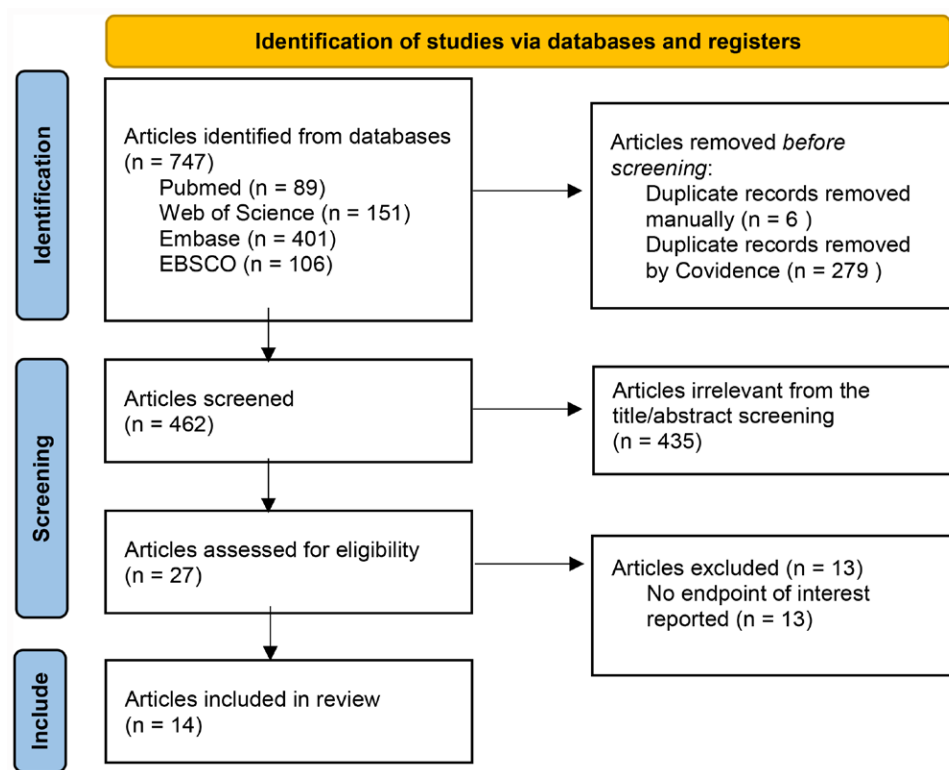 Identification of studies via databases and registers
Identification
Articles identified from databases
(n = 747)
Pubmed (n = 89)
Web of Science (n = 151)
Embase (n = 401)
EBSCO (n = 106)
Articles removed before
screening:
Duplicate records removed
manually (n = 6 )
Duplicate records removed
by Covidence (n = 279 )
Screening
Articles screened
(n = 462)
Articles irrelevant from the
title/abstract screening
(n = 435)
Articles assessed for eligibility
(n = 27)
Articles excluded (n = 13)
No endpoint of interest
reported (n = 13)
Include
Articles included in review
(n = 14)